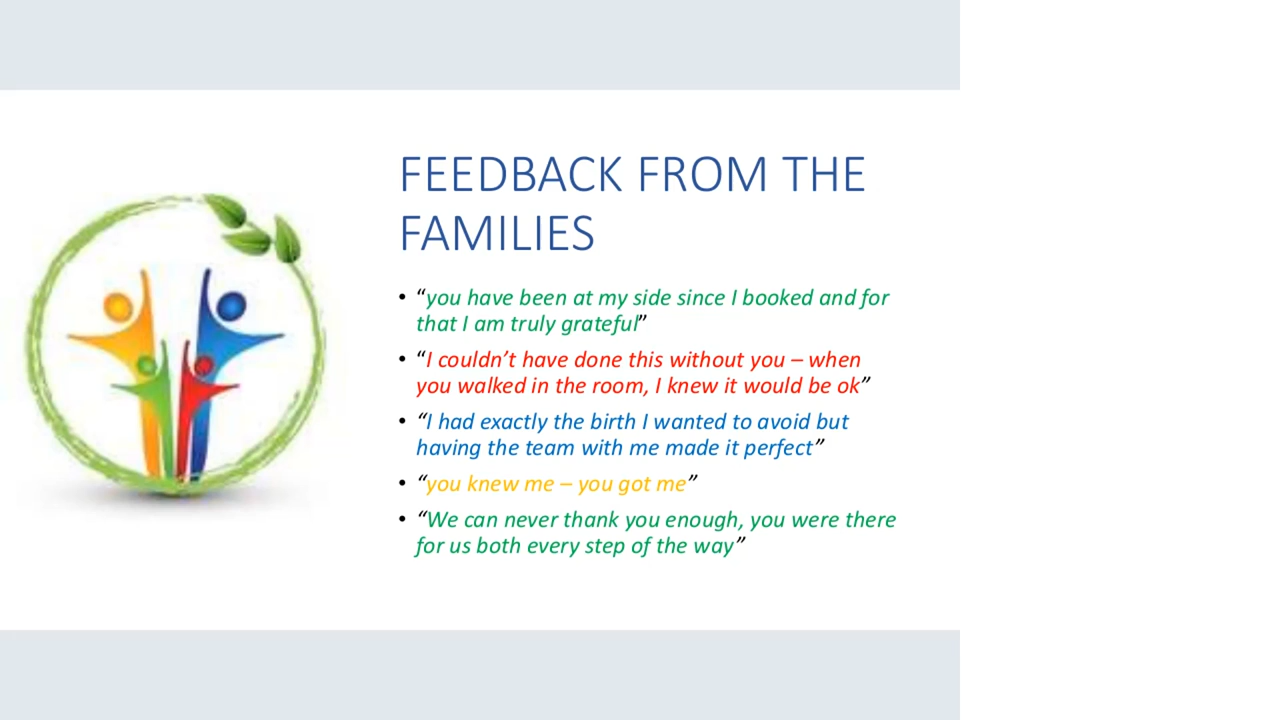 FEEDBACK FROM THE
FAMILIES
• “you have been at my side since I booked and for
that I am truly grateful”
• “I couldn’t have done this without you – when
you walked in the room, I knew it would be ok”
• “I had exactly the birth I wanted to avoid but
having the team with me made it perfect”
• “you knew me – you got me”
• “We can never thank you enough, you were there
for us both every step of the way”